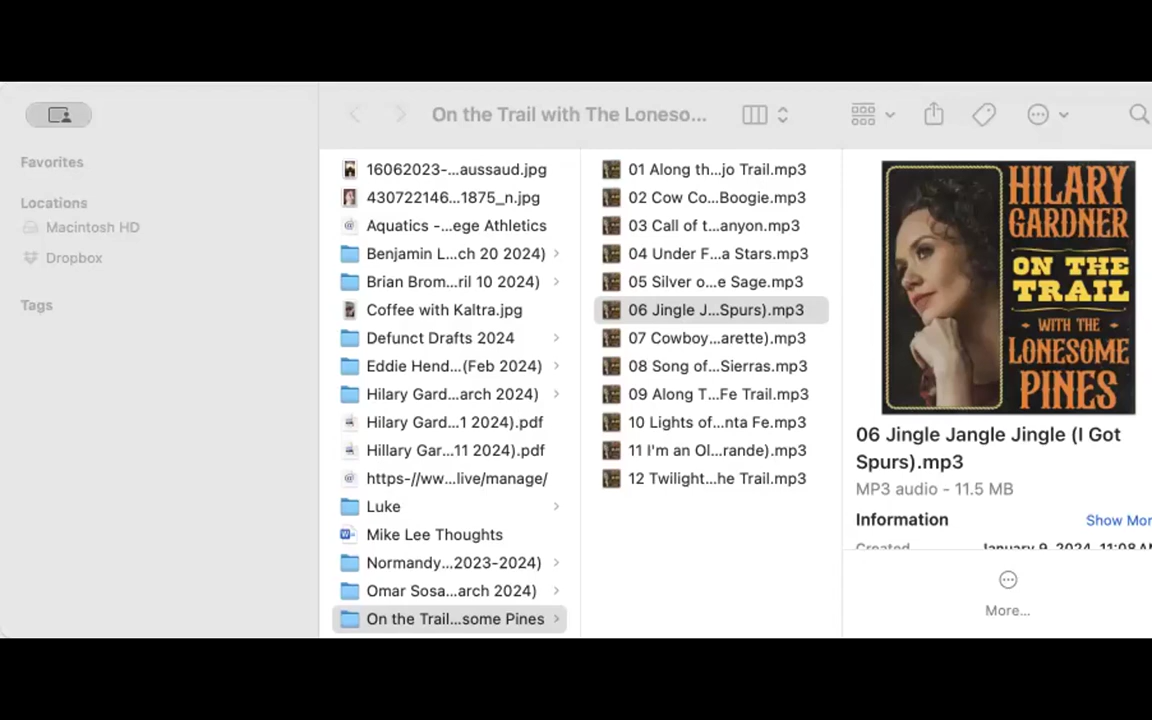 On the Trail with The Loneso...
Favorites
Locations
Macintosh HD
Dropbox
Tags
16062023-...aussaud.jpg
430722146...1875_n.jpg
Aquatics -...ege Athletics
Benjamin L...ch 20 2024)
Brian Brom...ril 10 2024)
Coffee with Kaltra.jpg
Defunct Drafts 2024
Eddie Hend...(Feb 2024)
Hilary Gard...arch 2024)
Hilary Gard...1 2024).pdf
Hillary Gar...11 2024).pdf
https-//ww...live/manage/
Luke
Mike Lee Thoughts
Normandy...2023-2024)
Omar Sosa...arch 2024)
On the Trail...some Pines
01 Along th...jo Trail.mp3
02 Cow Co...Boogie.mp3
03 Call of t...anyon.mp3
04 Under F...a Stars.mp3
05 Silver o...e Sage.mp3
06 Jingle J...Spurs).mp3
07 Cowboy...arette).mp3
08 Song of...Sierras.mp3
09 Along T...Fe Trail.mp3
10 Lights of...nta Fe.mp3
11 I'm an Ol...rande).mp3
12 Twilight...he Trail.mp3
HILARY
GARDNER
ON THE
TRAIL
WITH THE
LONESOME
PINES
06 Jingle Jangle Jingle (I Got
Spurs).mp3
MP3 audio - 11.5 MB
Information
Show Mor
Created January 9, 2024, 11:08 AM
More...